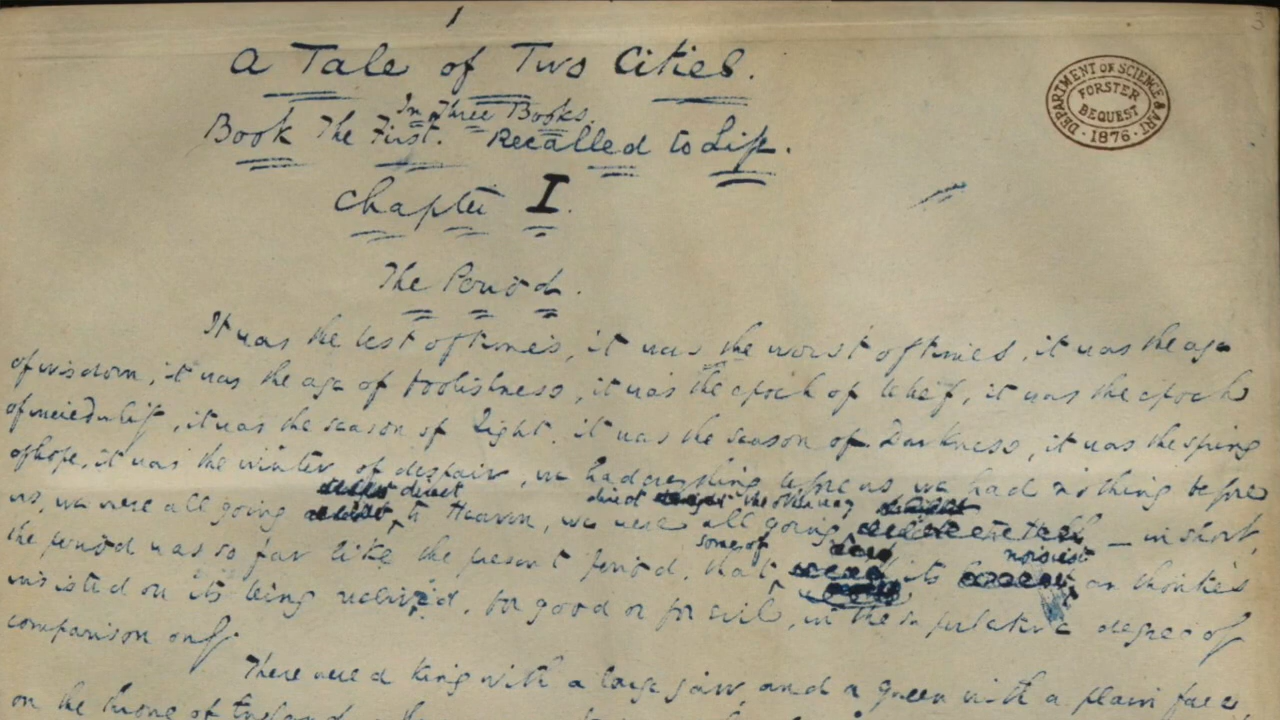 1
3
A Tale of Two Cities.
In Three Books.
Book the First. Recalled to Life.
Chapter I.
The Period.
DEPARTMENT OF SCIENCE & ART
FORSTER
BEQUEST
1876
It was the best of times, it was the worst of times, it was the age
of wisdom, it was the age of foolishness, it was the epoch of belief, it was the epoch
of incredulity, it was the season of Light, it was the season of Darkness, it was the spring
of hope, it was the winter of despair, we had everything before us we had nothing before
direct direct the other way
us, we were all going to Heaven, we were all going — in short,
some of noisiest
the period was so far like the present period, that its authorities
insisted on its being received, for good or for evil, in the superlative degree of
comparison only.
There were a King with a large jaw, and a Queen with a plain face,
on the throne of England